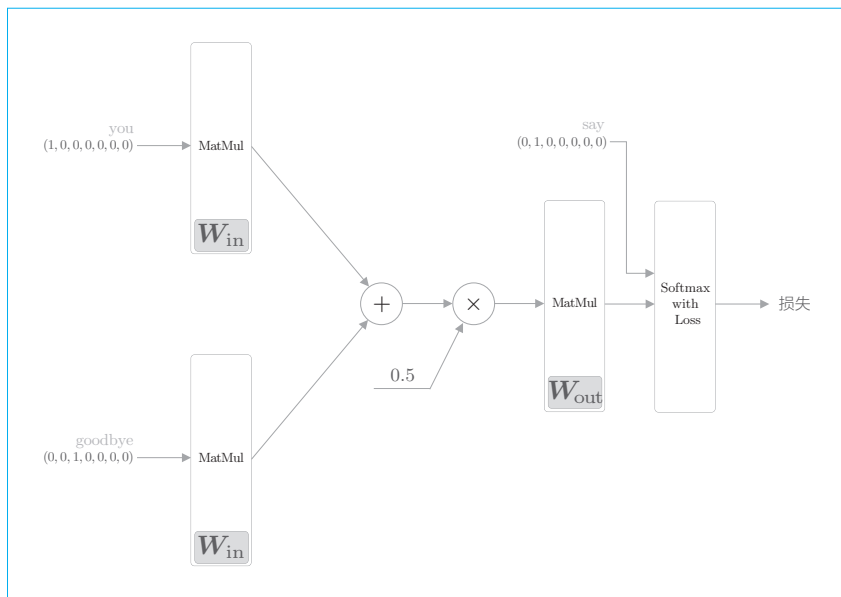 you
(1, 0, 0, 0, 0, 0, 0)
MatMul
W_in
say
(0, 1, 0, 0, 0, 0, 0)
+
×
0.5
MatMul
W_out
Softmax
with
Loss
损失
goodbye
(0, 0, 1, 0, 0, 0, 0)
MatMul
W_in